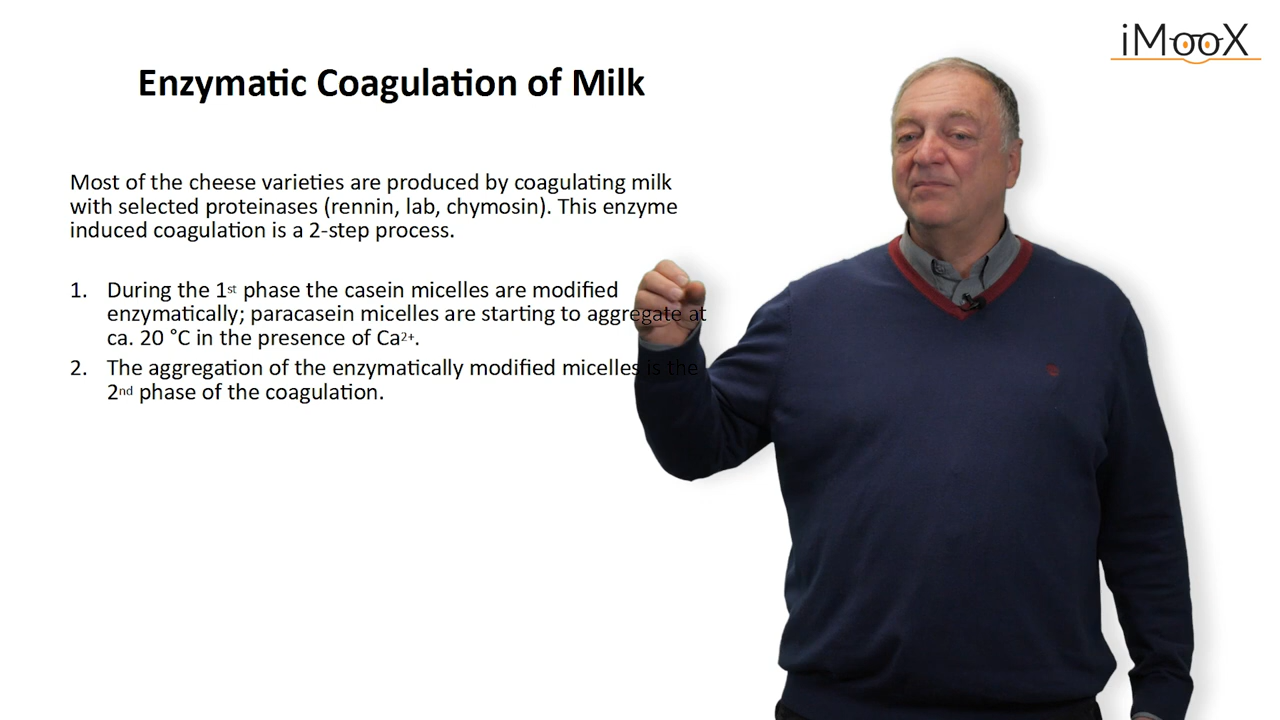 iMooX
Enzymatic Coagulation of Milk
Most of the cheese varieties are produced by coagulating milk
with selected proteinases (rennin, lab, chymosin). This enzyme
induced coagulation is a 2-step process.
1. During the 1st phase the casein micelles are modified
enzymatically; paracasein micelles are starting to aggregate at
ca. 20 °C in the presence of Ca2+.
2. The aggregation of the enzymatically modified micelles is the
2nd phase of the coagulation.